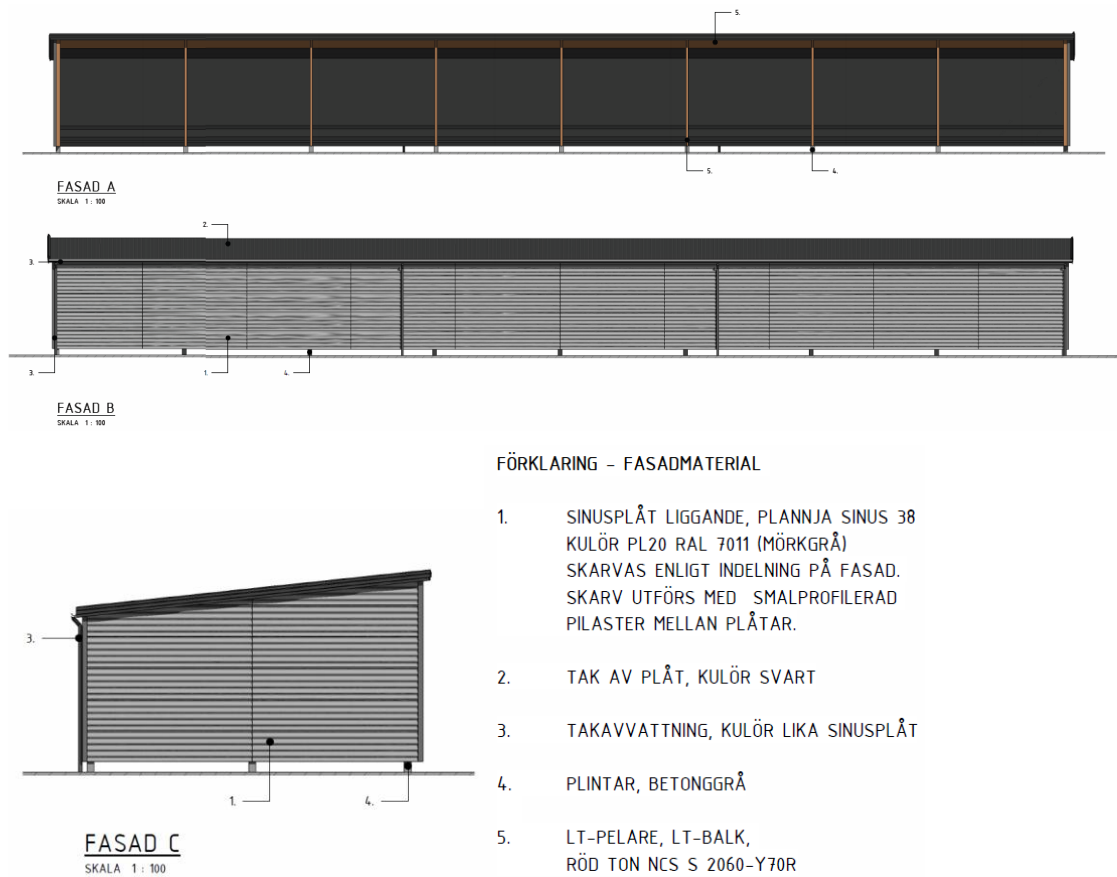 5.
5.
4.
FASAD A
SKALA 1 : 100
2.
3.
3.
1.
4.
FASAD B
SKALA 1 : 100
3.
1.
4.
FASAD C
SKALA 1 : 100
FÖRKLARING - FASADMATERIAL
1. SINUSPLÅT LIGGANDE, PLANNJA SINUS 38
KULÖR PL20 RAL 7011 (MÖRKGRÅ)
SKARVAS ENLIGT INDELNING PÅ FASAD.
SKARV UTFÖRS MED SMALPROFILERAD
PILASTER MELLAN PLÅTAR.
2. TAK AV PLÅT, KULÖR SVART
3. TAKAVVATTNING, KULÖR LIKA SINUSPLÅT
4. PLINTAR, BETONGGRÅ
5. LT-PELARE, LT-BALK,
RÖD TON NCS S 2060-Y70R